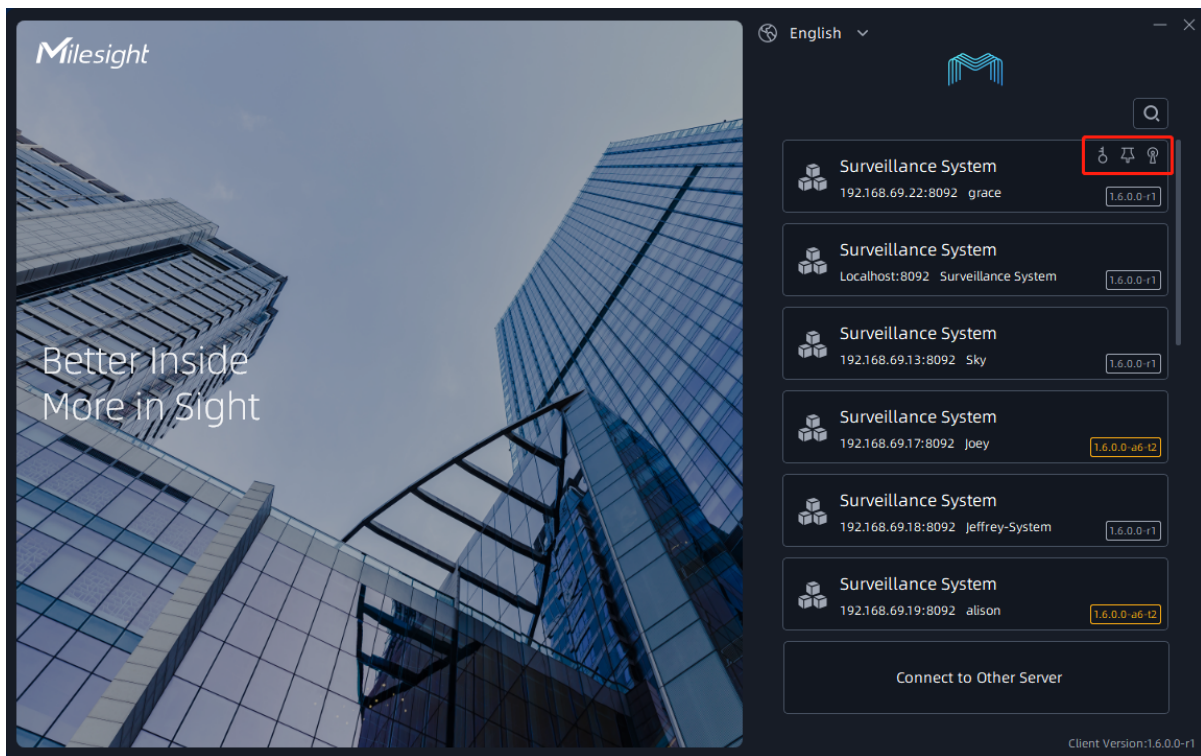 Milesight
Better Inside
More in Sight
English
Surveillance System
192.168.69.22:8092 grace
1.6.0.0-r1
Surveillance System
Localhost:8092 Surveillance System
1.6.0.0-r1
Surveillance System
192.168.69.13:8092 Sky
1.6.0.0-r1
Surveillance System
192.168.69.17:8092 Joey
1.6.0.0-a6-t2
Surveillance System
192.168.69.18:8092 Jeffrey-System
1.6.0.0-r1
Surveillance System
192.168.69.19:8092 alison
1.6.0.0-a6-t2
Connect to Other Server
Client Version:1.6.0.0-r1